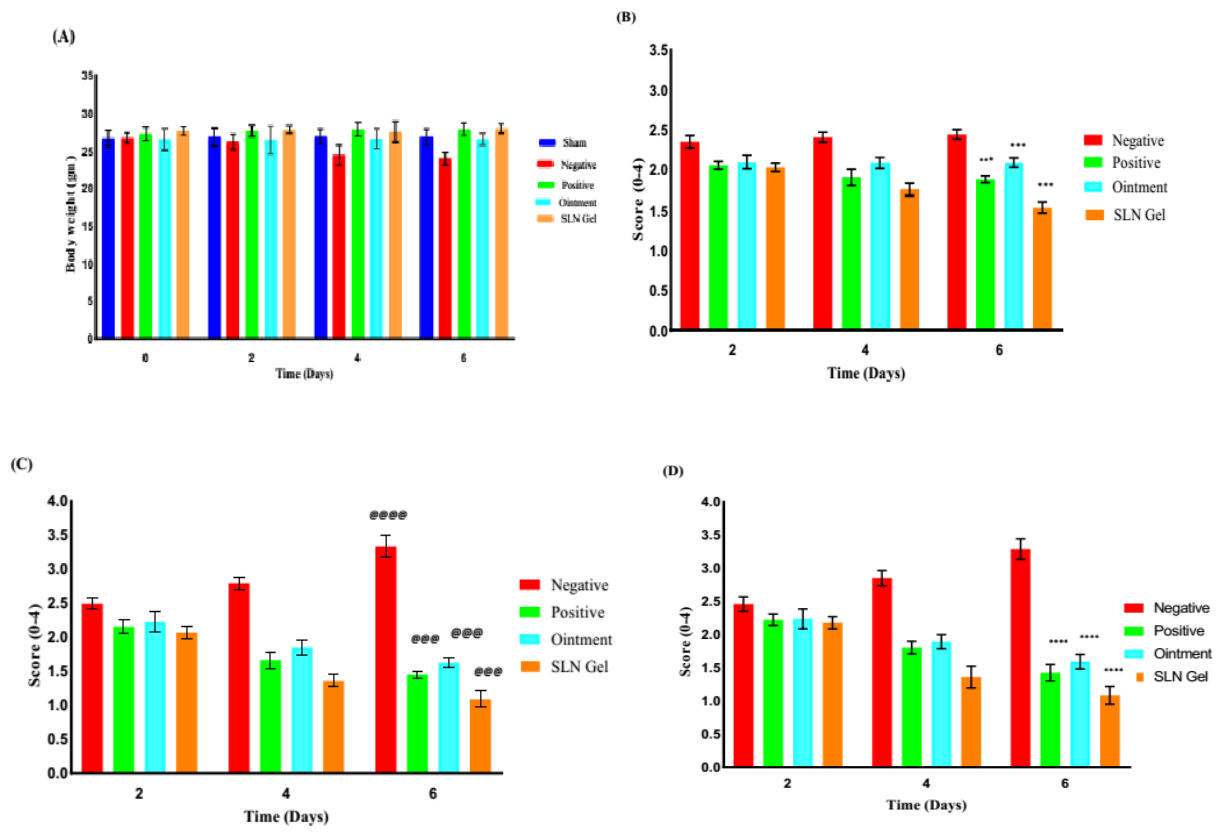 (A)
35
30
25
20
15
10
5
0
Body weight (gm)
0 2 4 6
Time (Days)
Sham
Negative
Positive
Ointment
SLN Gel
(B)
3.5
3.0
2.5
2.0
1.5
1.0
0.5
0.0
Score (0-4)
*** *** ***
2 4 6
Time (Days)
Negative
Positive
Ointment
SLN Gel
(C)
4.0
3.5
3.0
2.5
2.0
1.5
1.0
0.5
0.0
Score (0-4)
@@@@
@@@ @@@ @@@
2 4 6
Time (Days)
Negative
Positive
Ointment
SLN Gel
(D)
4.0
3.5
3.0
2.5
2.0
1.5
1.0
0.5
0.0
Score (0-4)
**** **** ****
2 4 6
Time (Days)
Negative
Positive
Ointment
SLN Gel